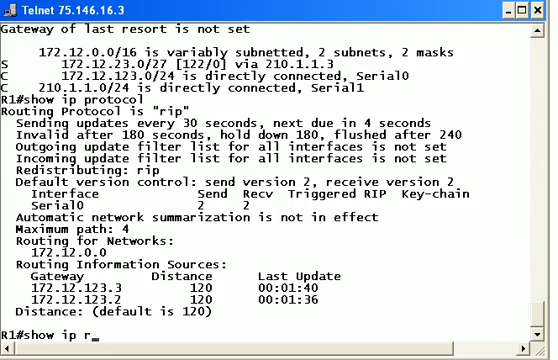 Telnet 75.146.16.3
Gateway of last resort is not set
172.12.0.0/16 is variably subnetted, 2 subnets, 2 masks
S 172.12.23.0/27 [122/0] via 210.1.1.3
C 172.12.123.0/24 is directly connected, Serial0
C 210.1.1.0/24 is directly connected, Serial1
R1#show ip protocol
Routing Protocol is "rip"
Sending updates every 30 seconds, next due in 4 seconds
Invalid after 180 seconds, hold down 180, flushed after 240
Outgoing update filter list for all interfaces is not set
Incoming update filter list for all interfaces is not set
Redistributing: rip
Default version control: send version 2, receive version 2
Interface Send Recv Triggered RIP Key-chain
Serial0 2 2
Automatic network summarization is not in effect
Maximum path: 4
Routing for Networks:
172.12.0.0
Routing Information Sources:
Gateway Distance Last Update
172.12.123.3 120 00:01:40
172.12.123.2 120 00:01:36
Distance: (default is 120)
R1#show ip r_